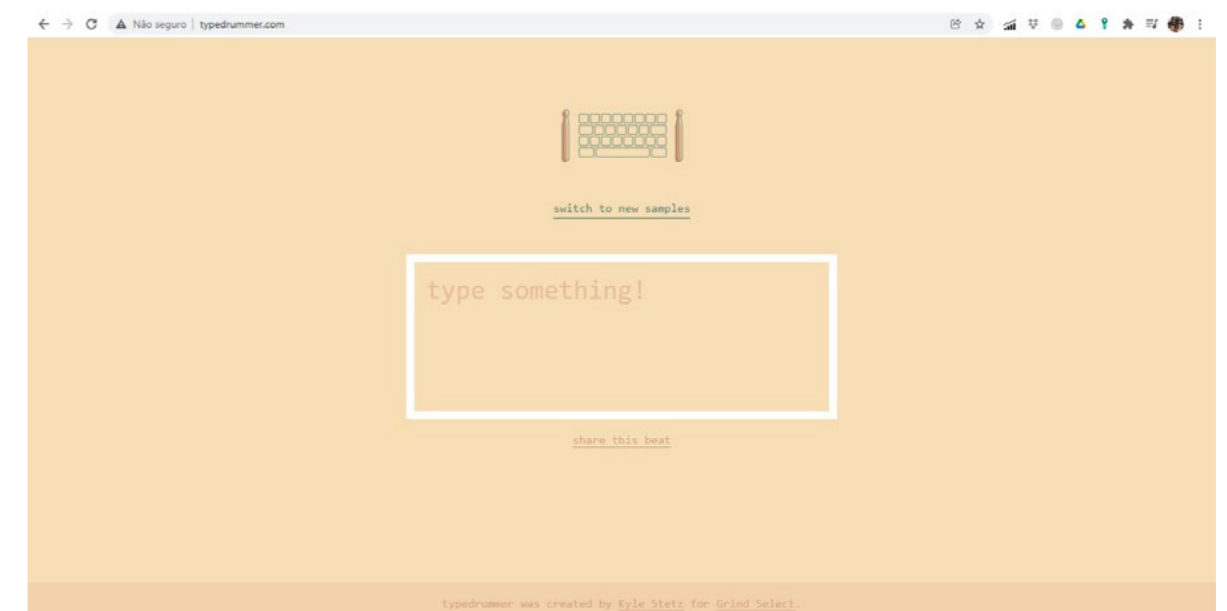 Não seguro | typedrummer.com
switch to new samples
type something!
share this beat
typedrummer was created by Kyle Stetz for Grind Select.